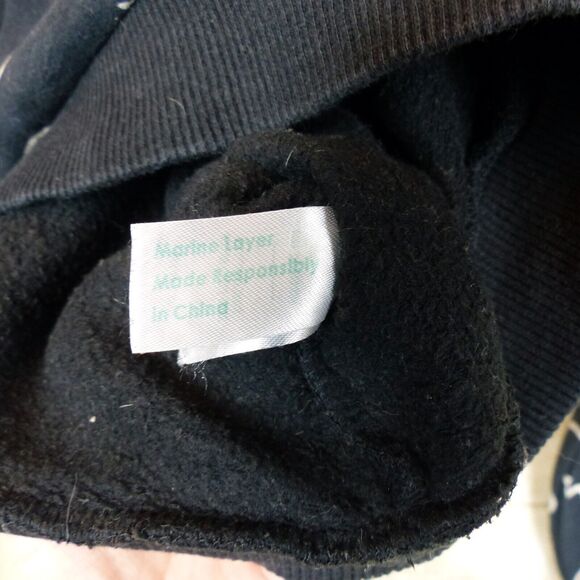 Marine Layer
Made Responsibly
in China